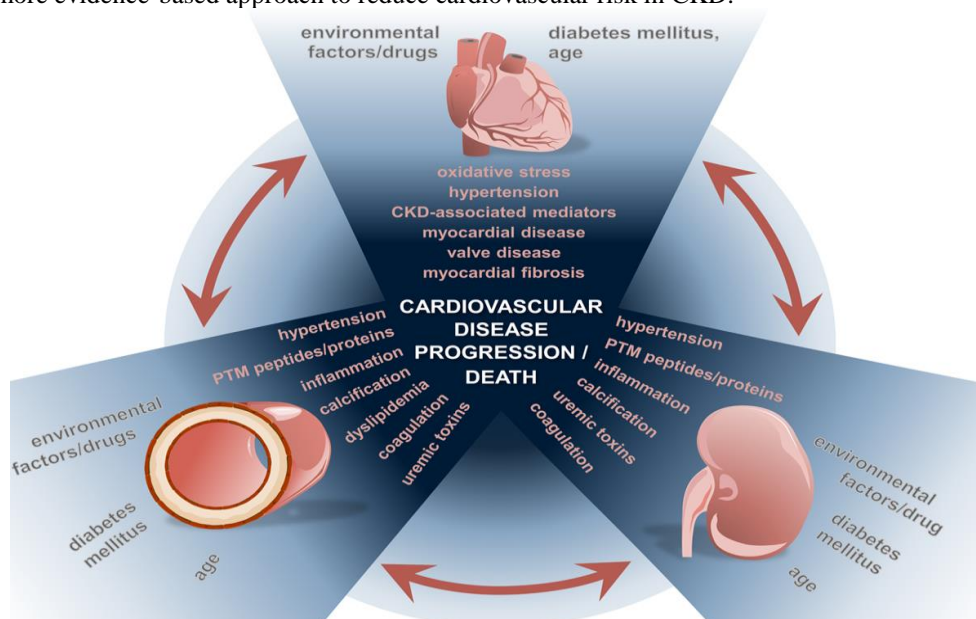 more evidence-based approach to reduce cardiovascular risk in CKD.
environmental
factors/drugs
diabetes mellitus,
age
oxidative stress
hypertension
CKD-associated mediators
myocardial disease
valve disease
myocardial fibrosis
CARDIOVASCULAR
DISEASE
PROGRESSION /
DEATH
hypertension
PTM peptides/proteins
inflammation
calcification
dyslipidemia
coagulation
uremic toxins
environmental
factors/drugs
diabetes
mellitus
age
hypertension
PTM peptides/proteins
inflammation
calcification
uremic toxins
coagulation
environmental
factors/drug
diabetes
mellitus
age